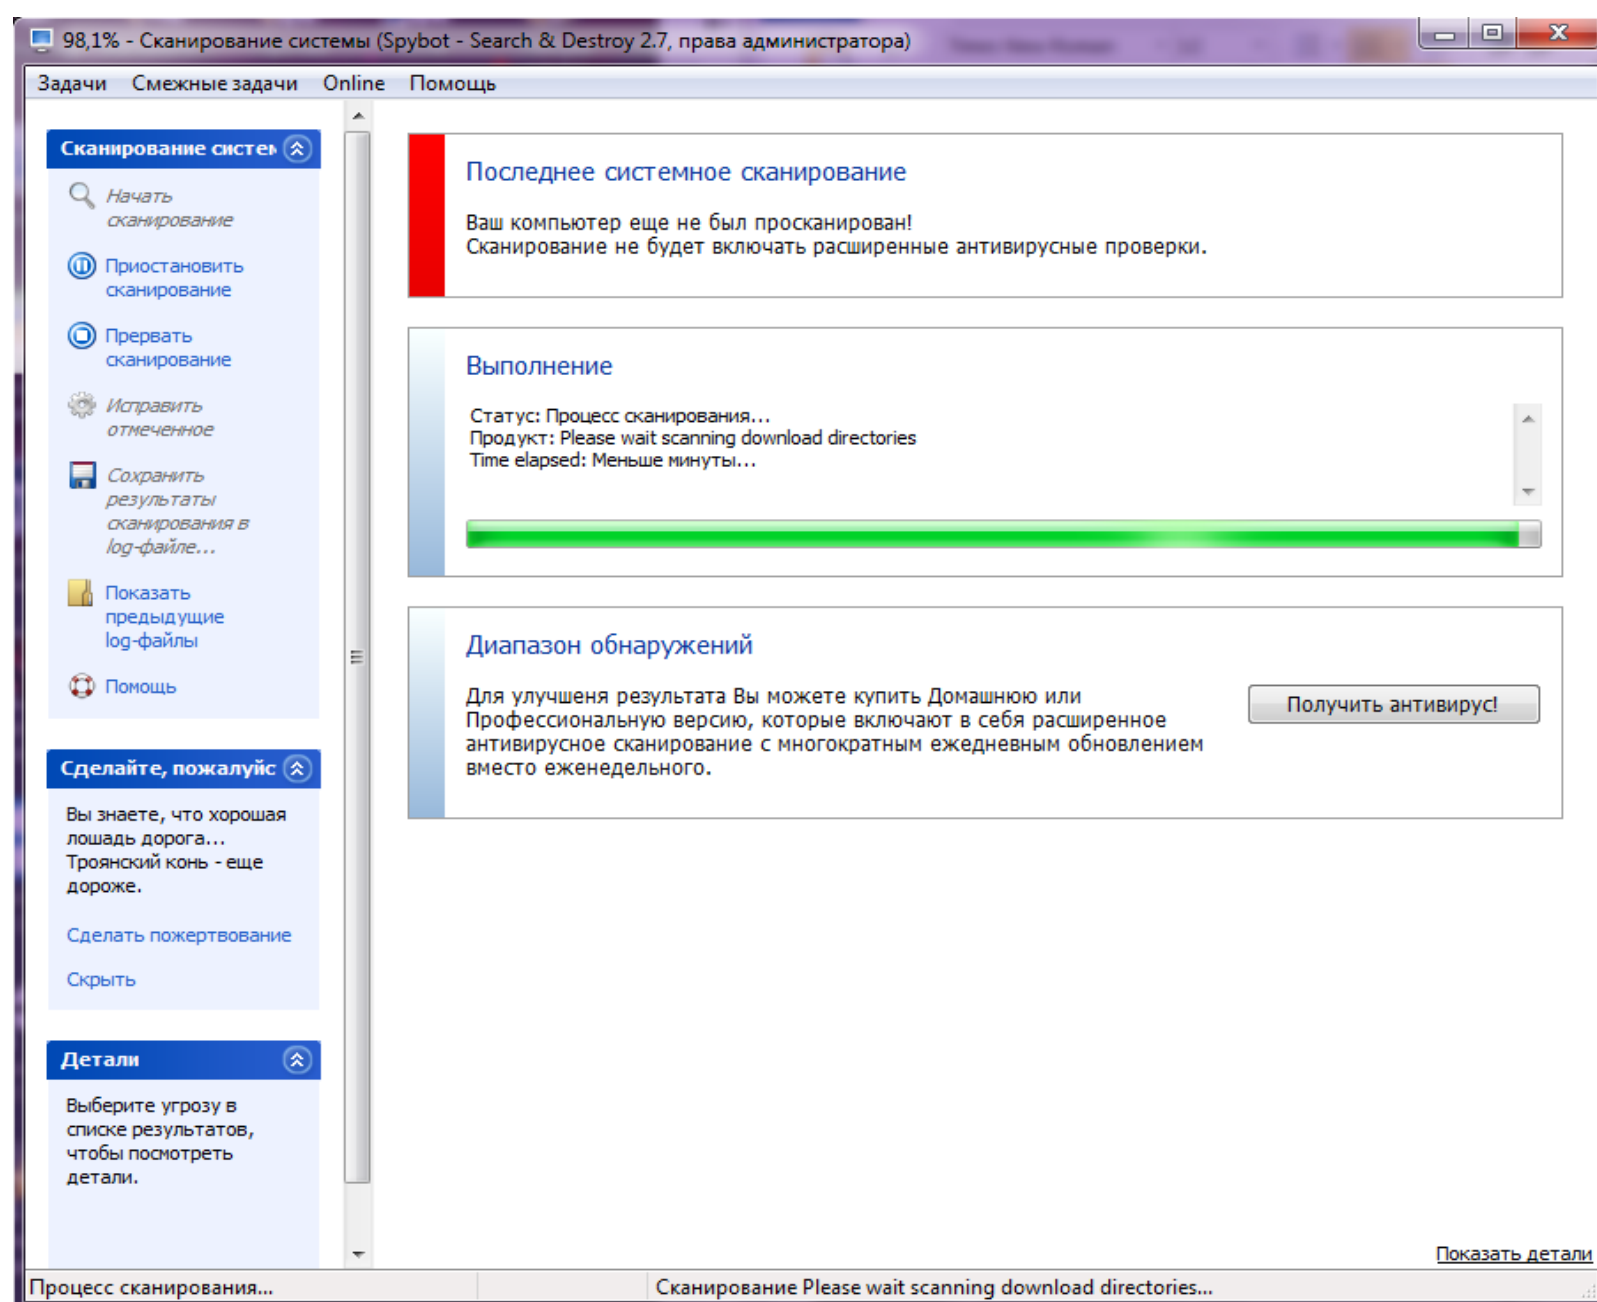 98,1% - Сканирование системы (Spybot - Search & Destroy 2.7, права администратора)
Задачи Смежные задачи Online Помощь
Сканирование систем
Начать
сканирование
Приостановить
сканирование
Прервать
сканирование
Исправить
отмеченное
Сохранить
результаты
сканирования в
log-файле...
Показать
предыдущие
log-файлы
Помощь
Сделайте, пожалуйс
Вы знаете, что хорошая
лошадь дорога...
Троянский конь - еще
дороже.
Сделать пожертвование
Скрыть
Детали
Выберите угрозу в
списке результатов,
чтобы посмотреть
детали.
Последнее системное сканирование
Ваш компьютер еще не был просканирован!
Сканирование не будет включать расширенные антивирусные проверки.
Выполнение
Статус: Процесс сканирования...
Продукт: Please wait scanning download directories
Time elapsed: Меньше минуты...
Диапазон обнаружений
Для улучшеня результата Вы можете купить Домашнюю или
Профессиональную версию, которые включают в себя расширенное
антивирусное сканирование с многократным ежедневным обновлением
вместо еженедельного.
Получить антивирус!
Показать детали
Процесс сканирования...
Сканирование Please wait scanning download directories...